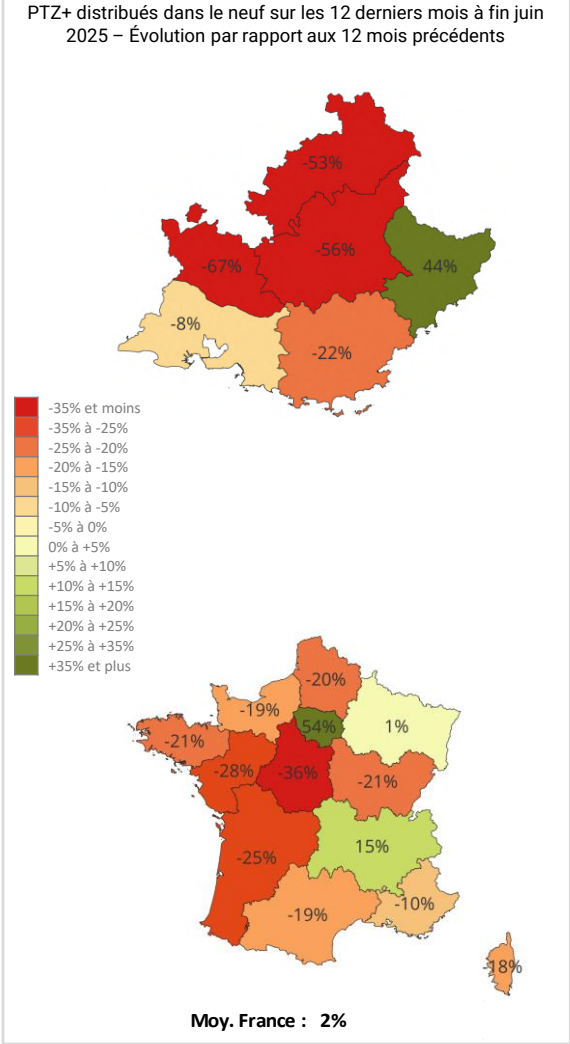 PTZ+ distribués dans le neuf sur les 12 derniers mois à fin juin
2025 – Évolution par rapport aux 12 mois précédents
-53%
-56%
-67%
44%
-8%
-22%
-35% et moins
-35% à -25%
-25% à -20%
-20% à -15%
-15% à -10%
-10% à -5%
-5% à 0%
0% à +5%
+5% à +10%
+10% à +15%
+15% à +20%
+20% à +25%
+25% à +35%
+35% et plus
-20%
-19%
54%
1%
-21%
-28%
-36%
-21%
15%
-25%
-10%
-19%
-18%
Moy. France : 2%